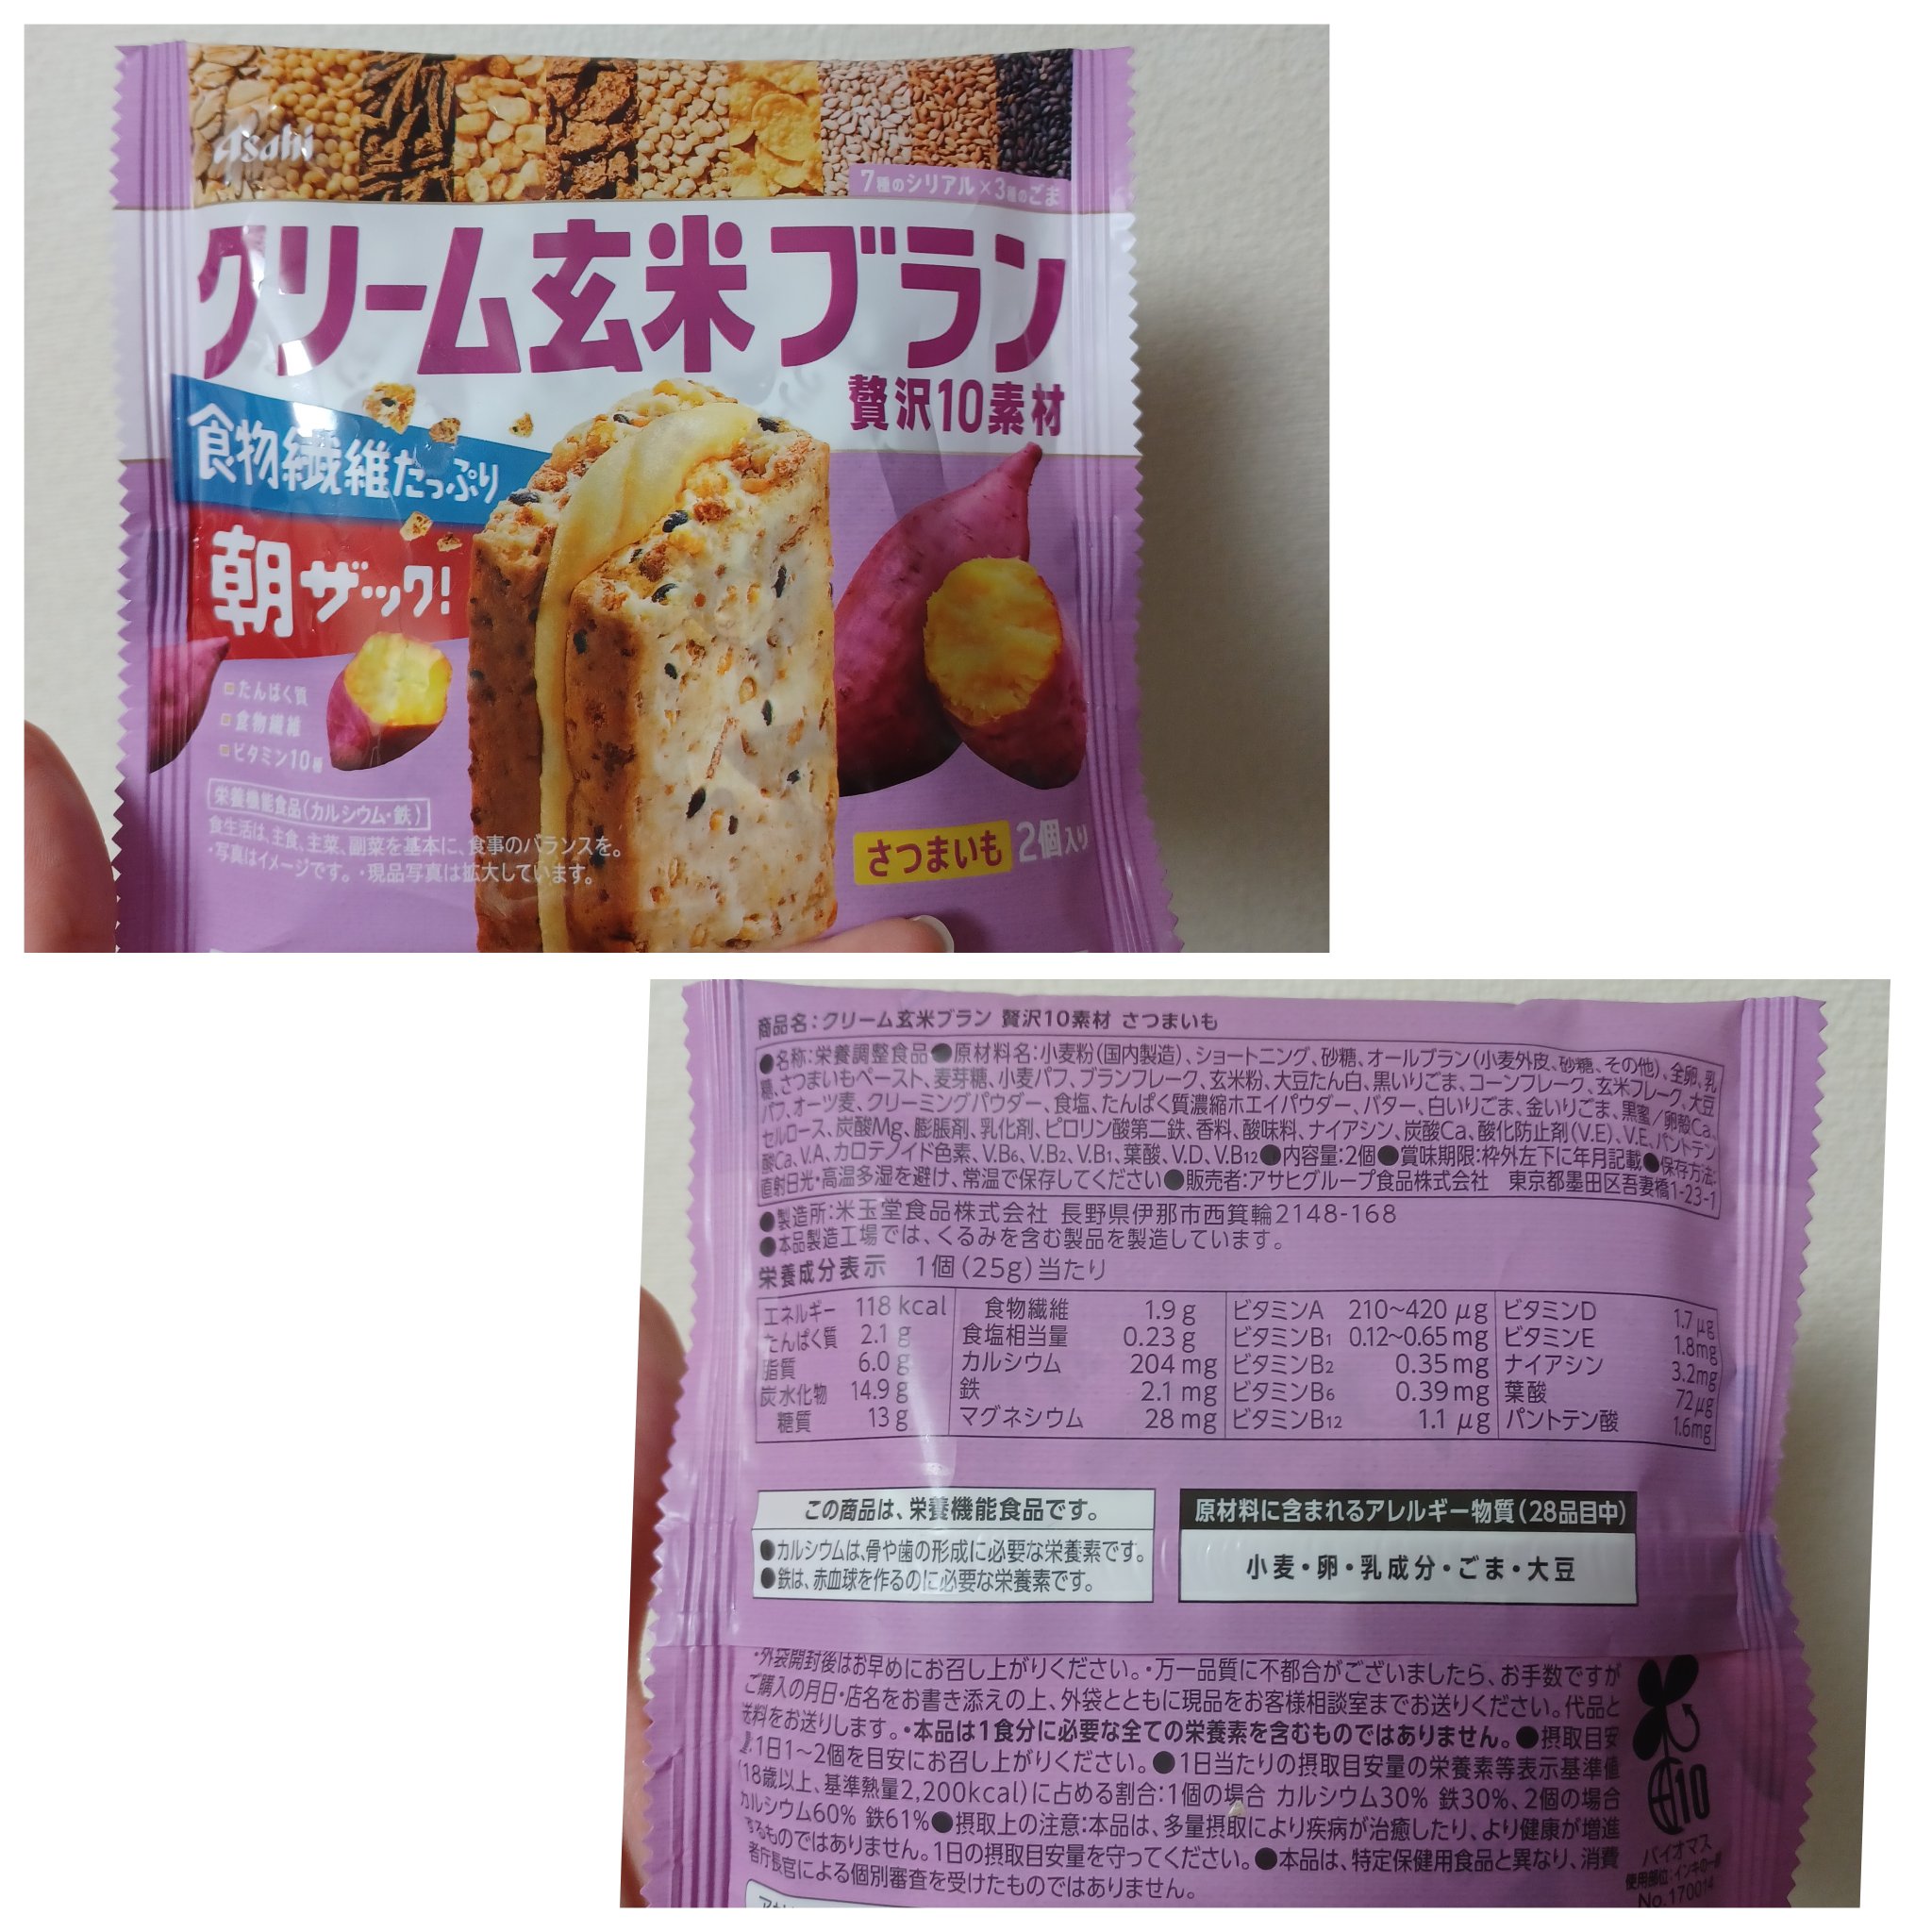 Asahi
7種のシリアル×3種のごま
クリーム玄米ブラン
贅沢10素材
食物繊維たっぷり
朝ザック!
たんぱく質
食物繊維
ビタミン10種
栄養機能食品(カルシウム・鉄)
食生活は、主食、主菜、副菜を基本に、食事のバランスを。
・写真はイメージです。・現品写真は拡大しています。
さつまいも 2個入り
商品名:クリーム玄米ブラン 贅沢10素材 さつまいも
●名称:栄養調整食品●原材料名:小麦粉(国内製造)、ショートニング、砂糖、オールブラン(小麦外皮、砂糖、その他)、全卵、乳
糖、さつまいもペースト、麦芽糖、小麦パフ、ブランフレーク、玄米粉、大豆たん白、黒いりごま、コーンフレーク、玄米フレーク、大豆
パフ、オーツ麦、クリーミングパウダー、食塩、たんぱく質濃縮ホエイパウダー、バター、白いりごま、金いりごま、黒蜜/卵殻Ca、
セルロース、炭酸Mg、膨脹剤、乳化剤、ピロリン酸第二鉄、香料、酸味料、ナイアシン、炭酸Ca、酸化防止剤(V.E)、V.E、パントテン
酸Ca、V.A、カロテノイド色素、V.B6、V.B2、V.B1、葉酸、V.D、V.B12●内容量:2個●賞味期限:枠外左下に年月記載●保存方法:
直射日光・高温多湿を避け、常温で保存してください●販売者:アサヒグループ食品株式会社 東京都墨田区吾妻橋1-23-1
●製造所:米玉堂食品株式会社 長野県伊那市西箕輪2148-168
●本品製造工場では、くるみを含む製品を製造しています。
栄養成分表示 1個(25g)当たり
エネルギー 118 kcal 食物繊維 1.9 g ビタミンA 210~420 μg ビタミンD 1.7 μg
たんぱく質 2.1 g 食塩相当量 0.23 g ビタミンB1 0.12~0.65 mg ビタミンE 1.8mg
脂質 6.0 g カルシウム 204 mg ビタミンB2 0.35 mg ナイアシン 3.2mg
炭水化物 14.9 g 鉄 2.1 mg ビタミンB6 0.39 mg 葉酸 72 μg
糖質 13 g マグネシウム 28 mg ビタミンB12 1.1 μg パントテン酸 1.6mg
この商品は、栄養機能食品です。
●カルシウムは、骨や歯の形成に必要な栄養素です。
●鉄は、赤血球を作るのに必要な栄養素です。
原材料に含まれるアレルギー物質(28品目中)
小麦・卵・乳成分・ごま・大豆
・外袋開封後はお早めにお召し上がりください。・万一品質に不都合がございましたら、お手数ですが
ご購入の月日・店名をお書き添えの上、外袋とともに現品をお客様相談室までお送りください。代品と
送料をお送りします。・本品は1食分に必要な全ての栄養素を含むものではありません。●摂取目安
量:1日1~2個を目安にお召し上がりください。●1日当たりの摂取目安量の栄養素等表示基準値
(18歳以上、基準熱量2,200kcal)に占める割合:1個の場合 カルシウム30% 鉄30%、2個の場合
カルシウム60% 鉄61%●摂取上の注意:本品は、多量摂取により疾病が治癒したり、より健康が増進
するものではありません。1日の摂取目安量を守ってください。●本品は、特定保健用食品と異なり、消費
者庁長官による個別審査を受けたものではありません。
10
バイオマス
使用部位:インキの一部
No.170014